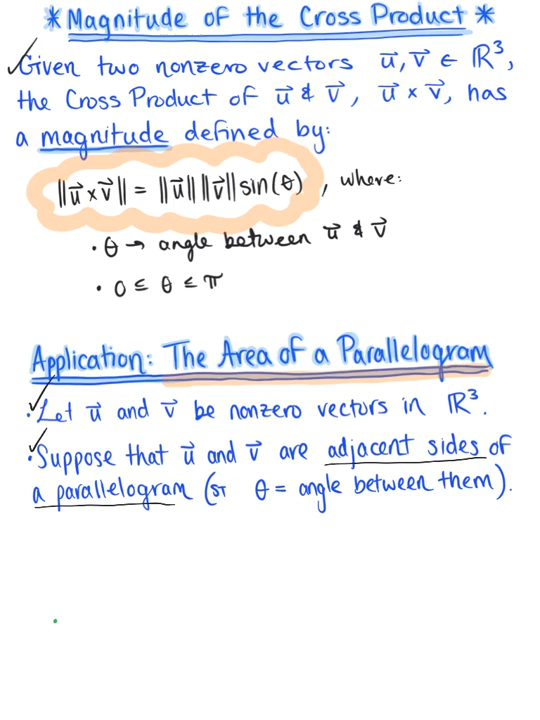 * Magnitude of the Cross Product *
Given two nonzero vectors u⃗, v⃗ ∈ ℝ³,
the Cross Product of u⃗ & v⃗, u⃗ × v⃗, has
a magnitude defined by:
||u⃗ × v⃗|| = ||u⃗|| ||v⃗|| sin(θ), where:
• θ → angle between u⃗ & v⃗
• 0 ≤ θ ≤ π
Application: The Area of a Parallelogram
• Let u⃗ and v⃗ be nonzero vectors in ℝ³.
• Suppose that u⃗ and v⃗ are adjacent sides of
a parallelogram (θ = angle between them).